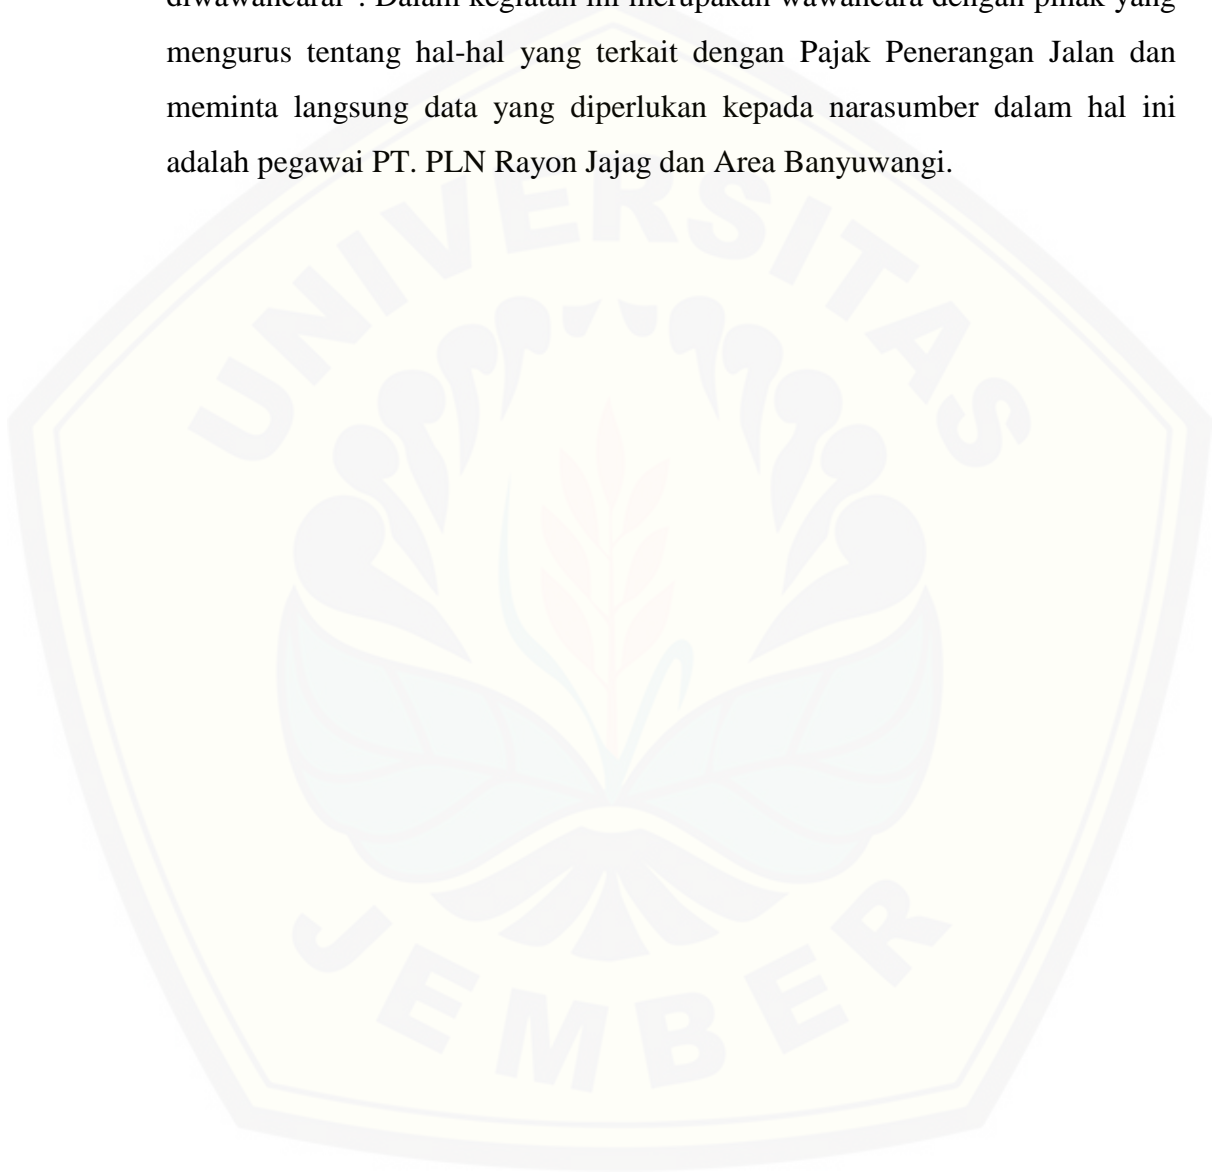 diwawancarai”. Dalam kegiatan ini merupakan wawancara dengan pihak yang
mengurus tentang hal-hal yang terkait dengan Pajak Penerangan Jalan dan
meminta langsung data yang diperlukan kepada narasumber dalam hal ini
adalah pegawai PT. PLN Rayon Jajag dan Area Banyuwangi.
UNIVERSITAS
JEMBER